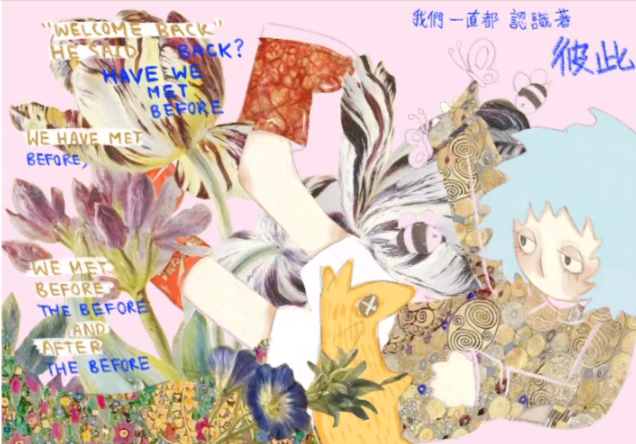 "WELCOME BACK"
HE SAID BACK?
HAVE WE
MET
BEFORE
WE HAVE MET
BEFORE,
WE MET
BEFORE
THE BEFORE
AND
AFTER
THE BEFORE
我們一直都 認識著
彼此